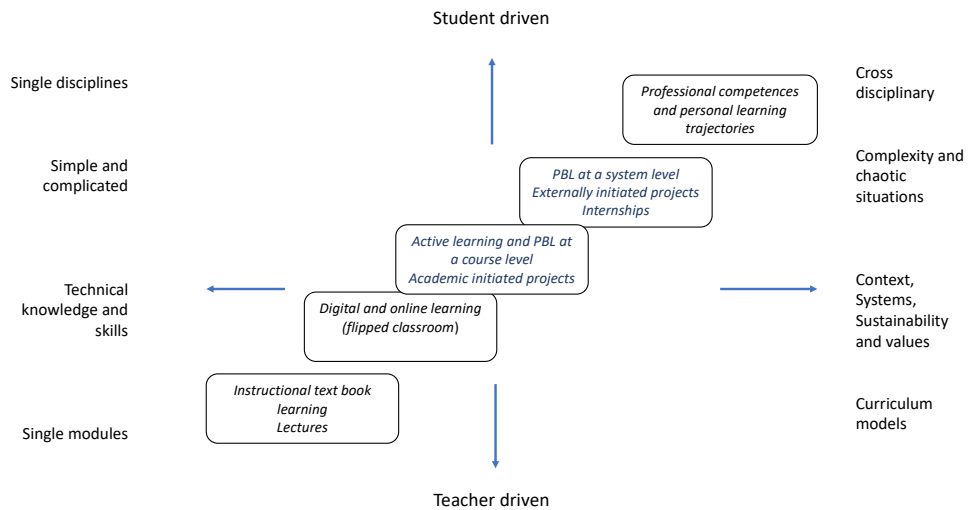 Student driven
Single disciplines
Cross
disciplinary
Professional competences
and personal learning
trajectories
Simple and
complicated
Complexity and
chaotic
situations
PBL at a system level
Externally initiated projects
Internships
Active learning and PBL at
a course level
Academic initiated projects
Technical
knowledge and
skills
Context,
Systems,
Sustainability
and values
Digital and online learning
(flipped classroom)
Instructional text book
learning
Lectures
Single modules
Curriculum
models
Teacher driven